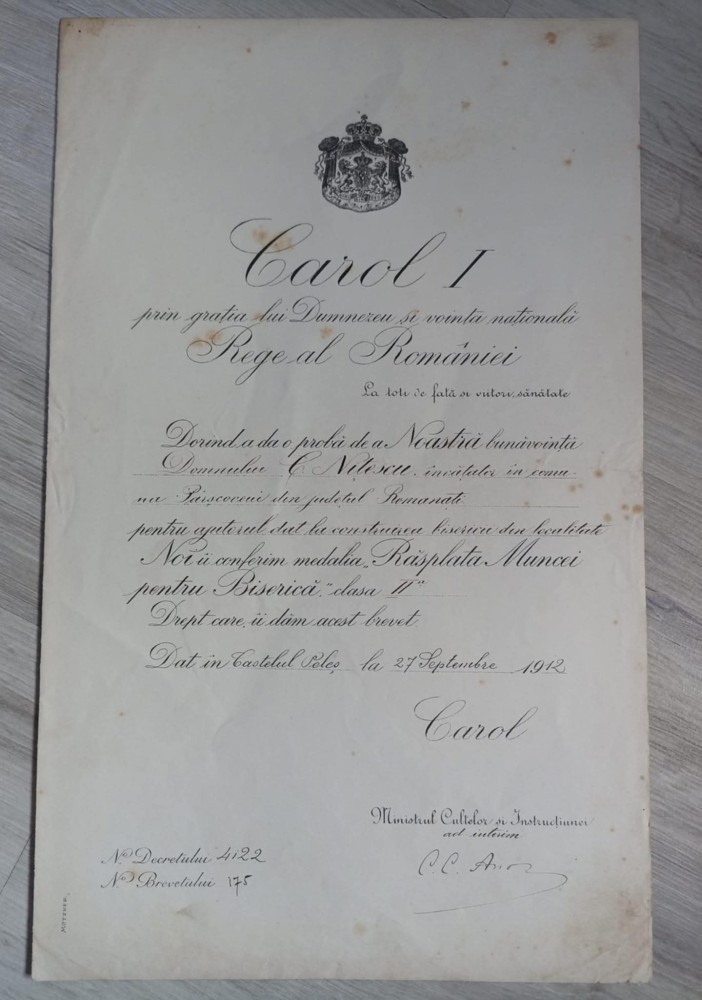 Carol I
prin grația lui Dumnezeu și voința națională
Rege al României
La toți de față și viitori, sănătate
Dorind a da o probă de a Noastră bunăvoință
Domnului C. Nițescu, învățător în comu-
na Pârșcoveni din județul Romanați
pentru ajutorul dat la construirea bisericii din localitate
Noi îi conferim medalia „Răsplata Muncei
pentru Biserică," clasa IIa
Drept care, îi dăm acest brevet.
Dat în Castelul Peleș la 27 Septembre 1912
Carol
Ministrul Cultelor și Instrucțiunei
ad interim
C. C. Arion
No Decretului 4122
No Brevetului 175